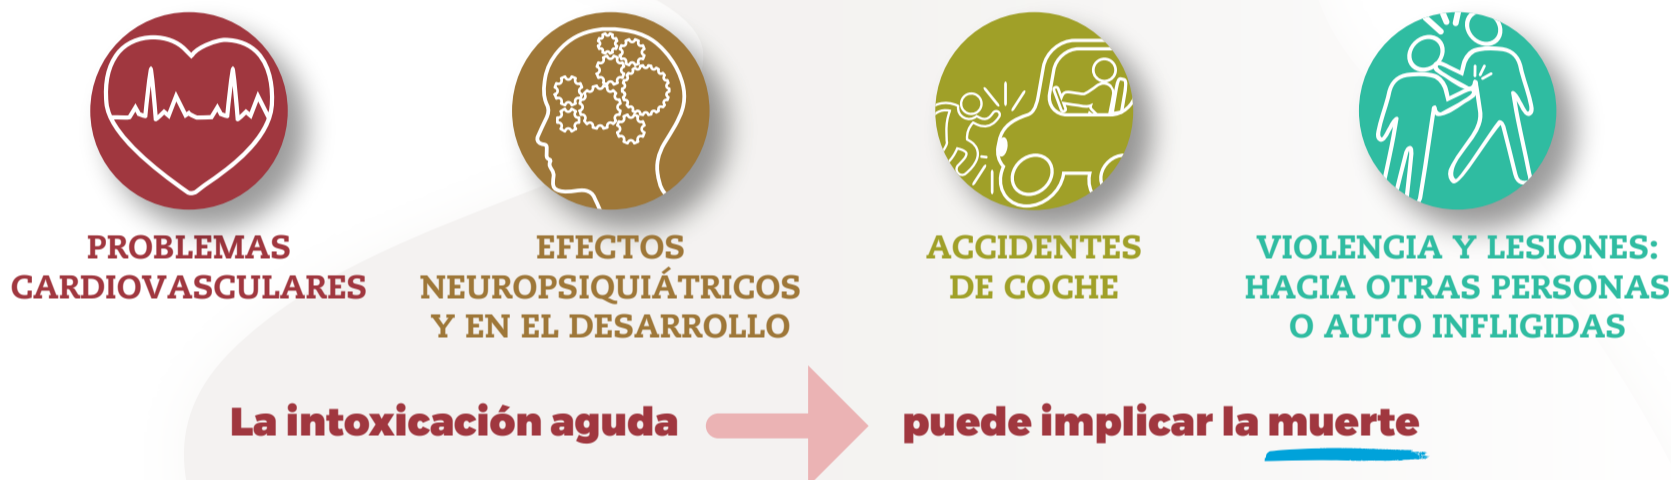 PROBLEMAS
CARDIOVASCULARES
EFECTOS
NEUROPSIQUIÁTRICOS
Y EN EL DESARROLLO
ACCIDENTES
DE COCHE
VIOLENCIA Y LESIONES:
HACIA OTRAS PERSONAS
O AUTO INFLIGIDAS
La intoxicación aguda
puede implicar la muerte